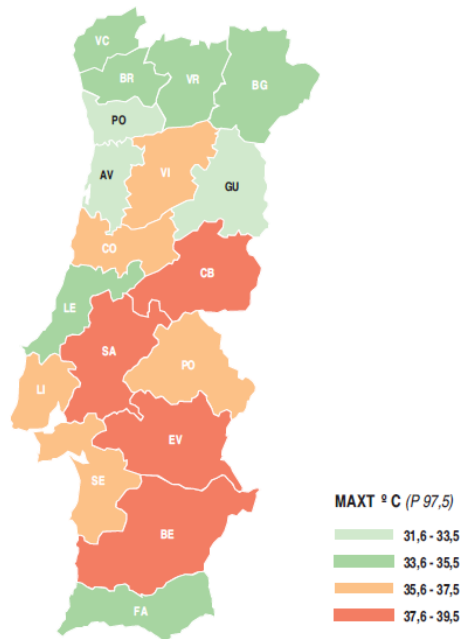 VC
BR
VR
BG
PO
AV
VI
GU
CO
CB
LE
SA
PO
LI
EV
SE
BE
FA
MAXT º C (P 97,5)
31,6 - 33,5
33,6 - 35,5
35,6 - 37,5
37,6 - 39,5